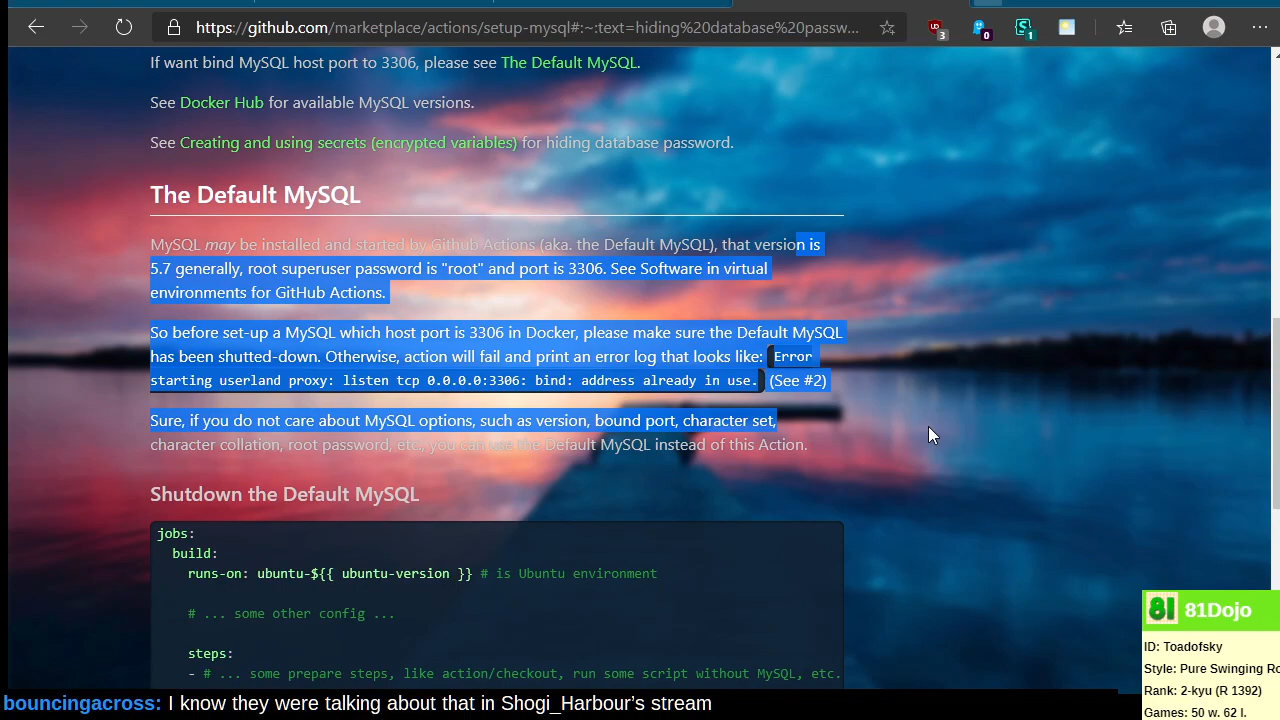 https://github.com/marketplace/actions/setup-mysql#:~:text=hiding%20database%20passw...
3
0
1
If want bind MySQL host port to 3306, please see The Default MySQL.
See Docker Hub for available MySQL versions.
See Creating and using secrets (encrypted variables) for hiding database password.
The Default MySQL
MySQL may be installed and started by Github Actions (aka. the Default MySQL), that version is
5.7 generally, root superuser password is "root" and port is 3306. See Software in virtual
environments for GitHub Actions.
So before set-up a MySQL which host port is 3306 in Docker, please make sure the Default MySQL
has been shutted-down. Otherwise, action will fail and print an error log that looks like: Error
starting userland proxy: listen tcp 0.0.0.0:3306: bind: address already in use. (See #2)
Sure, if you do not care about MySQL options, such as version, bound port, character set,
character collation, root password, etc., you can use the Default MySQL instead of this Action.
Shutdown the Default MySQL
jobs:
build:
runs-on: ubuntu-${{ ubuntu-version }} # is Ubuntu environment
# ... some other config ...
steps:
- # ... some prepare steps, like action/checkout, run some script without MySQL, etc.
81 81Dojo
ID: Toadofsky
Style: Pure Swinging Ro
Rank: 2-kyu (R 1392)
Games: 50 w. 62 l.
bouncingacross: I know they were talking about that in Shogi_Harbour's stream